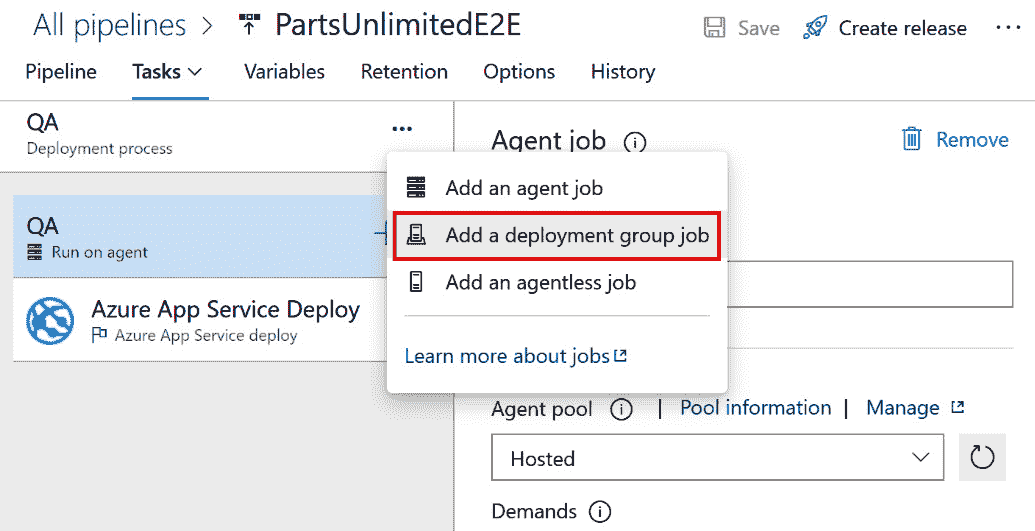 All pipelines > PartsUnlimitedE2E
Save
Create release
...
Pipeline
Tasks
Variables
Retention
Options
History
QA
Deployment process
...
Agent job
Remove
Add an agent job
Add a deployment group job
Add an agentless job
Learn more about jobs
QA
Run on agent
Azure App Service Deploy
Azure App Service deploy
Agent pool
| Pool information | Manage
Hosted
Demands